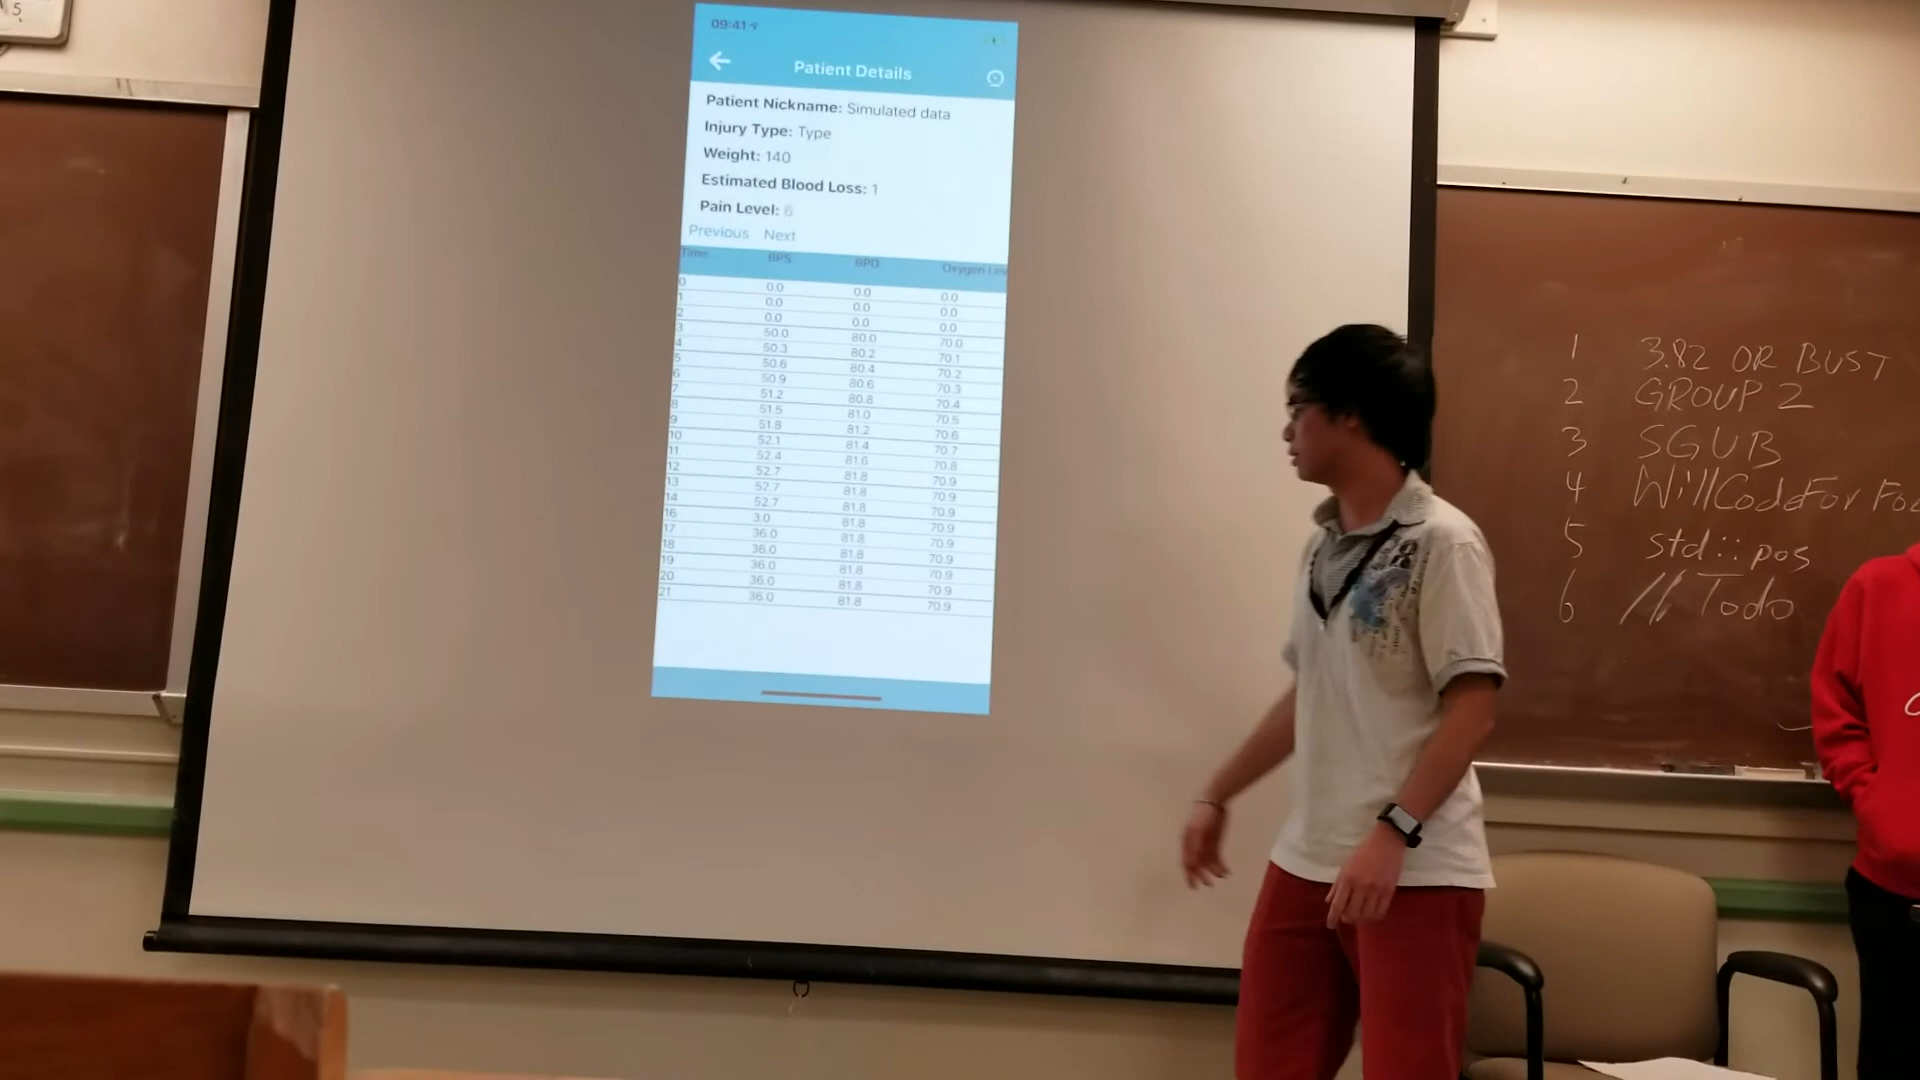 5
09:41
Patient Details
Patient Nickname: Simulated data
Injury Type: Type
Weight: 140
Estimated Blood Loss: 1
Pain Level: 6
Previous Next
Time BPS BPD Oxygen Lev
0 0.0 0.0 0.0
1 0.0 0.0 0.0
2 0.0 0.0 0.0
3 50.0 80.0 70.0
4 50.3 80.2 70.1
5 50.6 80.4 70.2
6 50.9 80.6 70.3
7 51.2 80.8 70.4
8 51.5 81.0 70.5
9 51.8 81.2 70.6
10 52.1 81.4 70.7
11 52.4 81.6 70.8
12 52.7 81.8 70.9
13 52.7 81.8 70.9
14 52.7 81.8 70.9
16 3.0 81.8 70.9
17 36.0 81.8 70.9
18 36.0 81.8 70.9
19 36.0 81.8 70.9
20 36.0 81.8 70.9
21 36.0 81.8 70.9
1 3.82 OR BUST
2 GROUP 2
3 SGUB
4 WillCodeForFoo
5 std::pos
6 // Todo